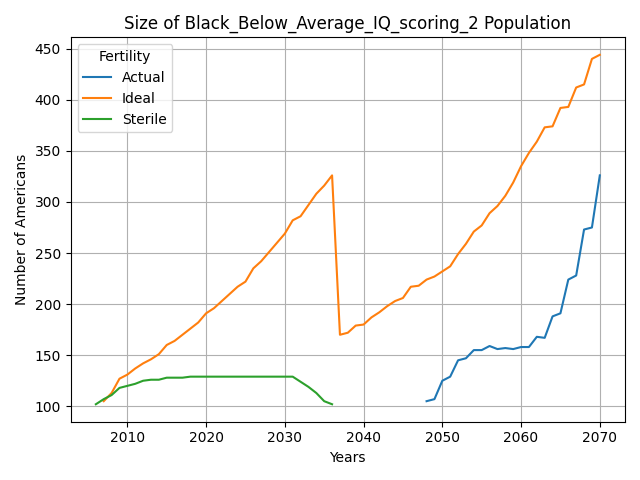 Size of Black_Below_Average_IQ_scoring_2 Population
Fertility
Actual
Ideal
Sterile
Number of Americans
450
400
350
300
250
200
150
100
2010
2020
2030
2040
2050
2060
2070
Years